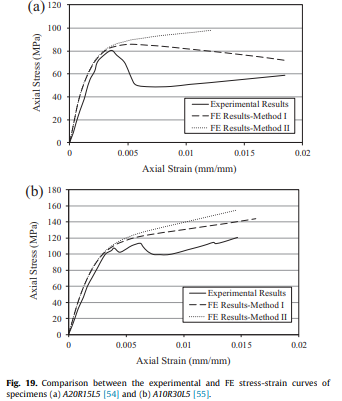 (a)
120
100
80
60
40
20
0
Axial Stress (MPa)
Experimental Results
FE Results-Method I
FE Results-Method II
0 0.005 0.01 0.015 0.02
Axial Strain (mm/mm)
(b)
180
160
140
120
100
80
60
40
20
0
Axial Stress (MPa)
Experimental Results
FE Results-Method I
FE Results-Method II
0 0.005 0.01 0.015 0.02
Axial Strain (mm/mm)
Fig. 19. Comparison between the experimental and FE stress-strain curves of
specimens (a) A20R15L5 [54] and (b) A10R30L5 [55].